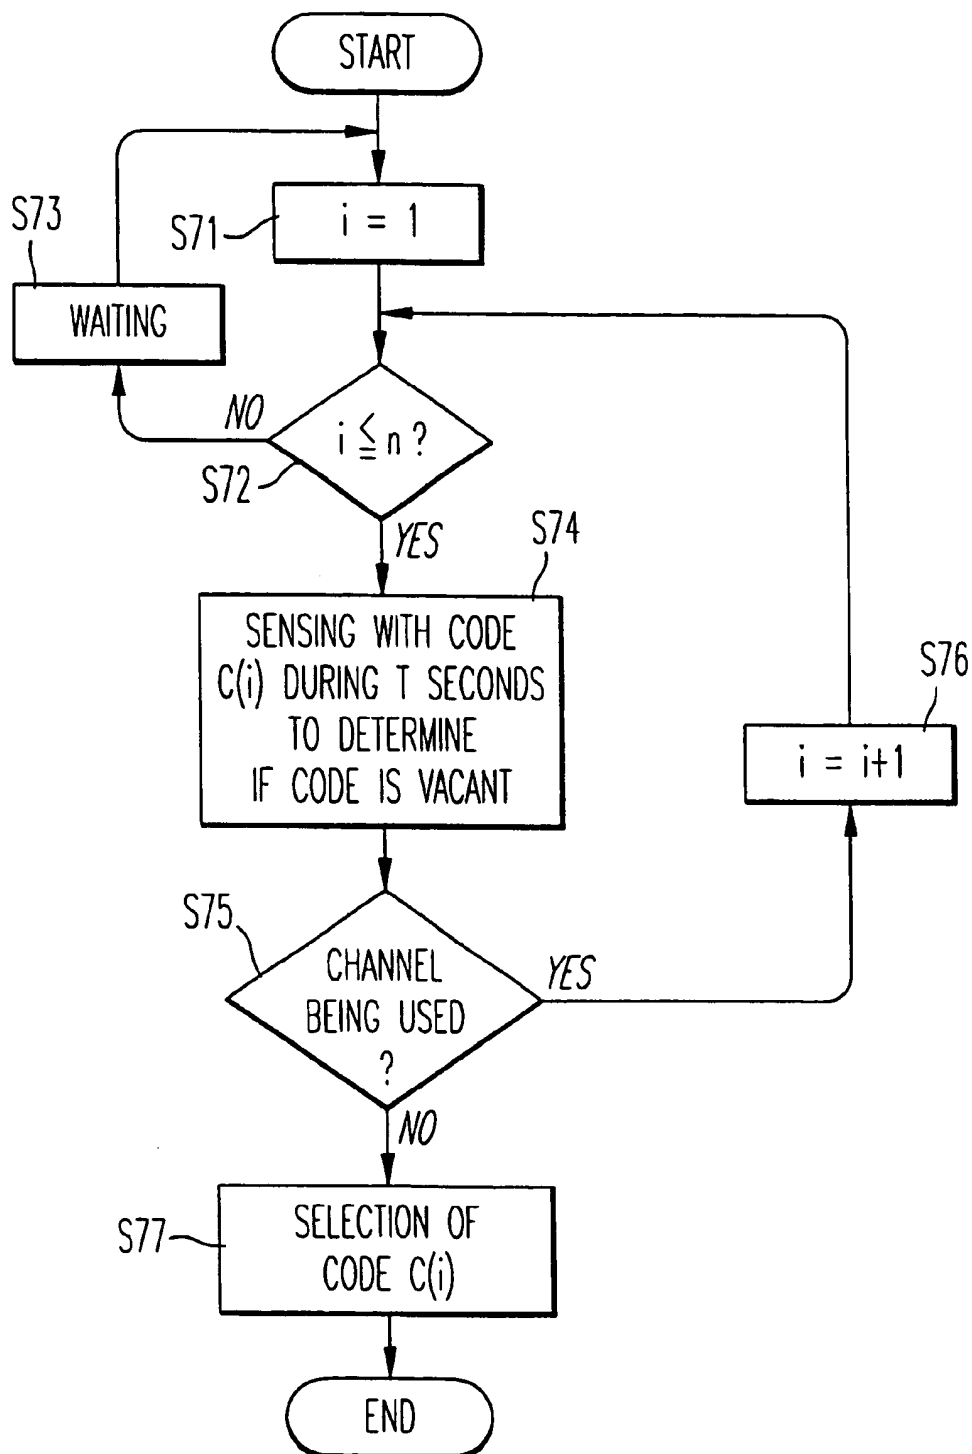 START
S71
i = 1
S73
WAITING
NO
i ≦ n ?
S72
YES
S74
SENSING WITH CODE
C(i) DURING T SECONDS
TO DETERMINE
IF CODE IS VACANT
S76
i = i+1
S75
CHANNEL
BEING USED
?
YES
NO
S77
SELECTION OF
CODE C(i)
END